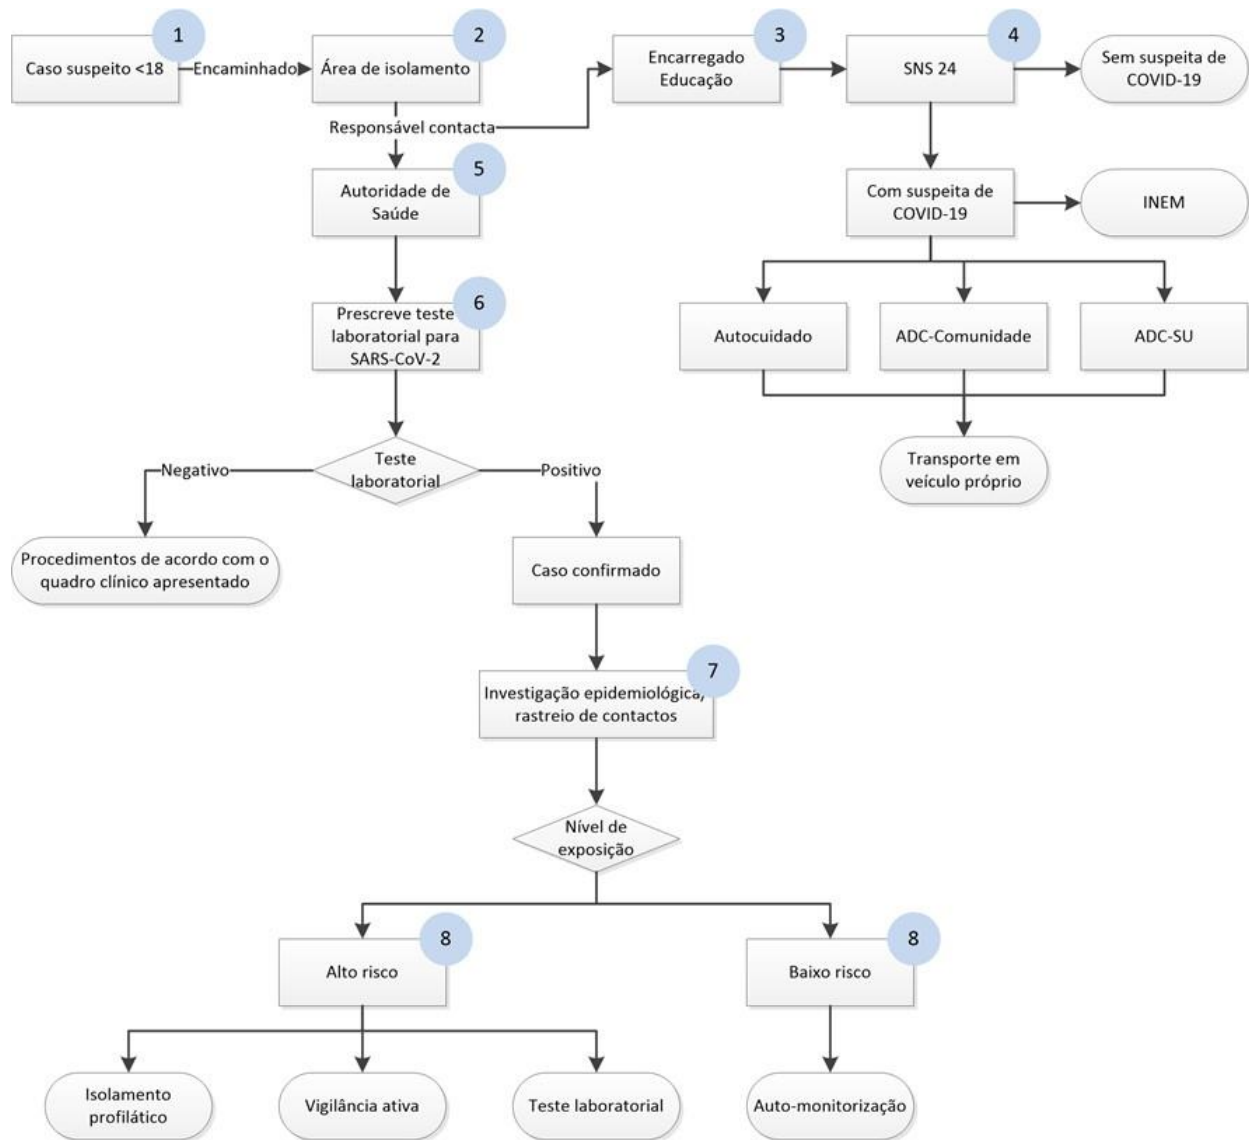 1
Caso suspeito <18
Encaminhado
2
Área de isolamento
3
Encarregado
Educação
4
SNS 24
Sem suspeita de
COVID-19
Responsável contacta
5
Autoridade de
Saúde
Com suspeita de
COVID-19
INEM
6
Prescreve teste
laboratorial para
SARS-CoV-2
Autocuidado
ADC-Comunidade
ADC-SU
Transporte em
veículo próprio
Teste
laboratorial
Negativo
Positivo
Procedimentos de acordo com o
quadro clínico apresentado
Caso confirmado
7
Investigação epidemiológica/
rastreio de contactos
Nível de
exposição
8
Alto risco
8
Baixo risco
Isolamento
profilático
Vigilância ativa
Teste laboratorial
Auto-monitorização